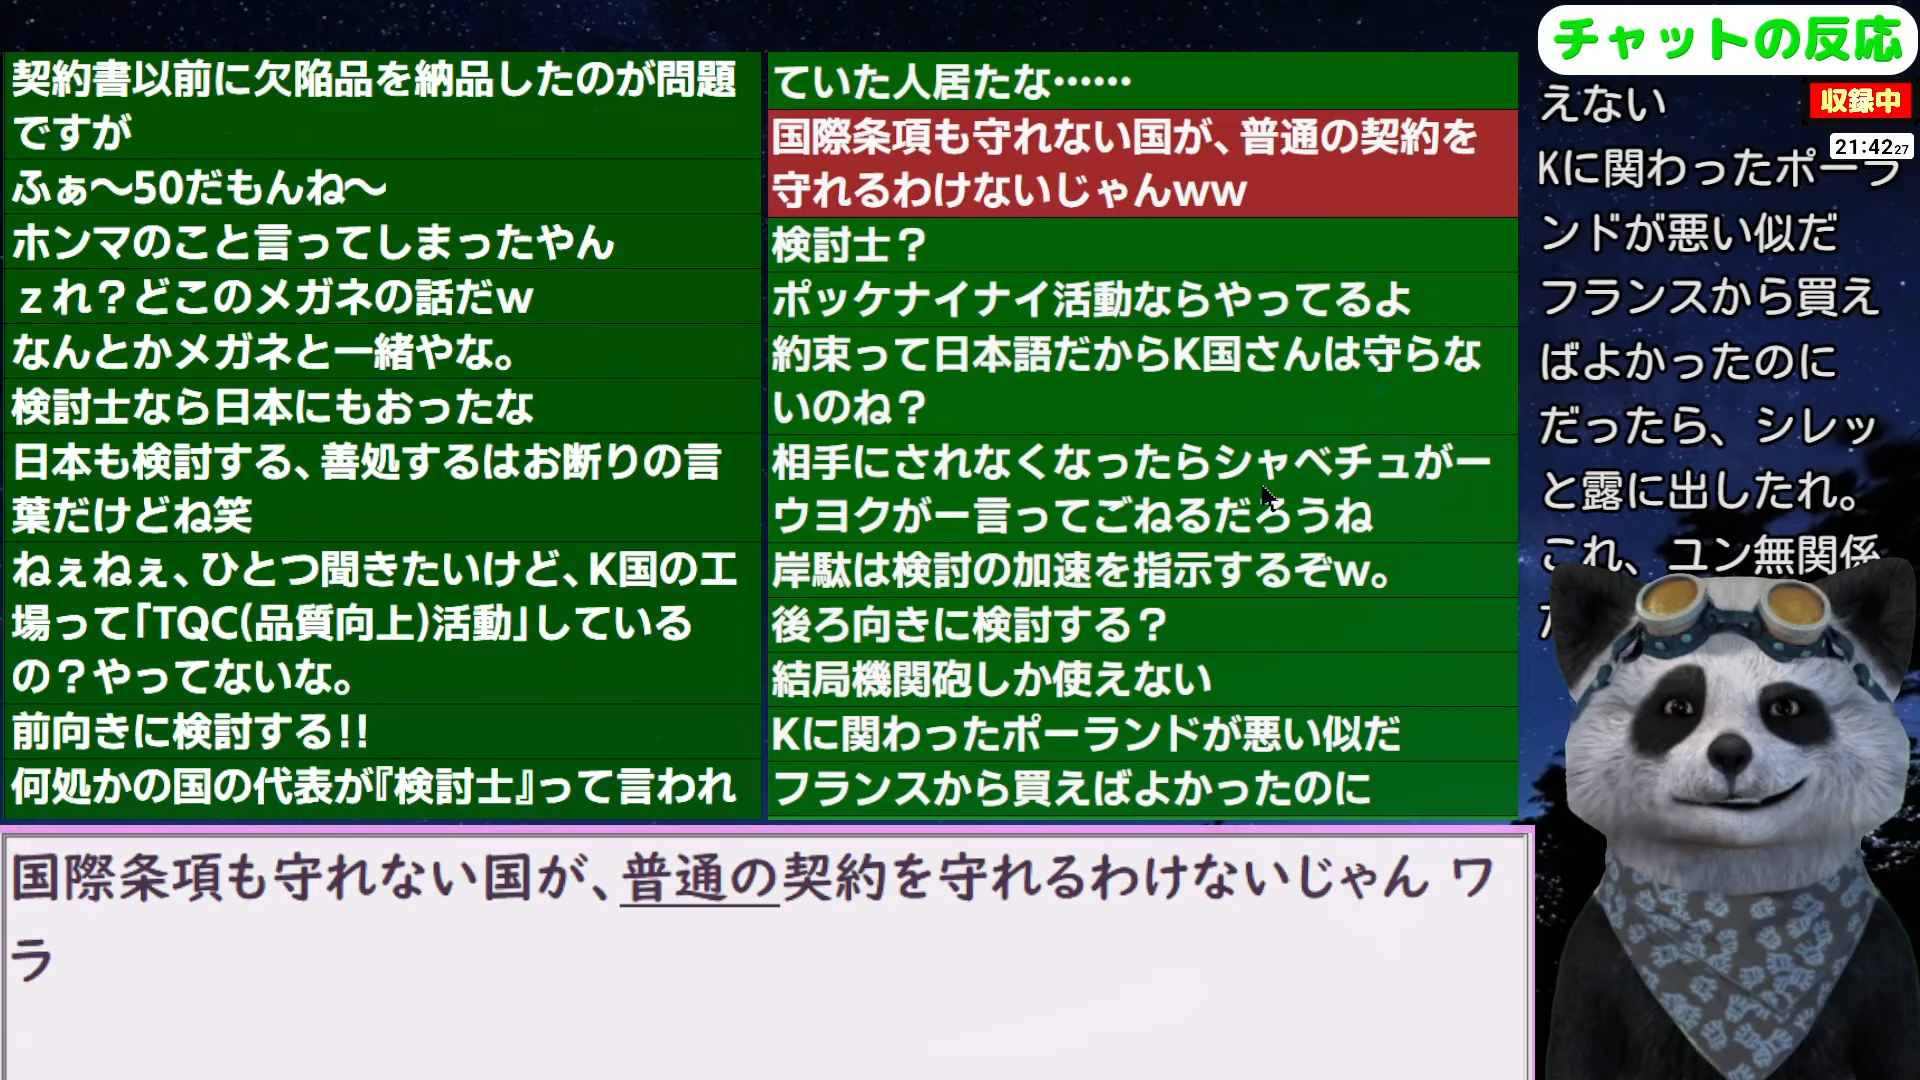 契約書以前に欠陥品を納品したのが問題
ですが
ふぁ〜50だもんね〜
ホンマのこと言ってしまったやん
ｚれ？どこのメガネの話だw
なんとかメガネと一緒やな。
検討士なら日本にもおったな
日本も検討する、善処するはお断りの言
葉だけどね笑
ねぇねぇ、ひとつ聞きたいけど、K国の工
場って「TQC(品質向上)活動」している
の？やってないな。
前向きに検討する!!
何処かの国の代表が『検討士』って言われ
ていた人居たな……
国際条項も守れない国が、普通の契約を
守れるわけないじゃんww
検討士？
ポッケナイナイ活動ならやってるよ
約束って日本語だからK国さんは守らな
いのね？
相手にされなくなったらシャベチュがー
ウヨクがー言ってごねるだろうね
岸駄は検討の加速を指示するぞw。
後ろ向きに検討する？
結局機関砲しか使えない
Kに関わったポーランドが悪い似だ
フランスから買えばよかったのに
チャットの反応
収録中
21:4227
えない
Kに関わったポーラ
ンドが悪い似だ
フランスから買え
ばよかったのに
だったら、シレッ
と露に出したれ。
これ、ユン無関係
国際条項も守れない国が、普通の契約を守れるわけないじゃん ワ
ラ